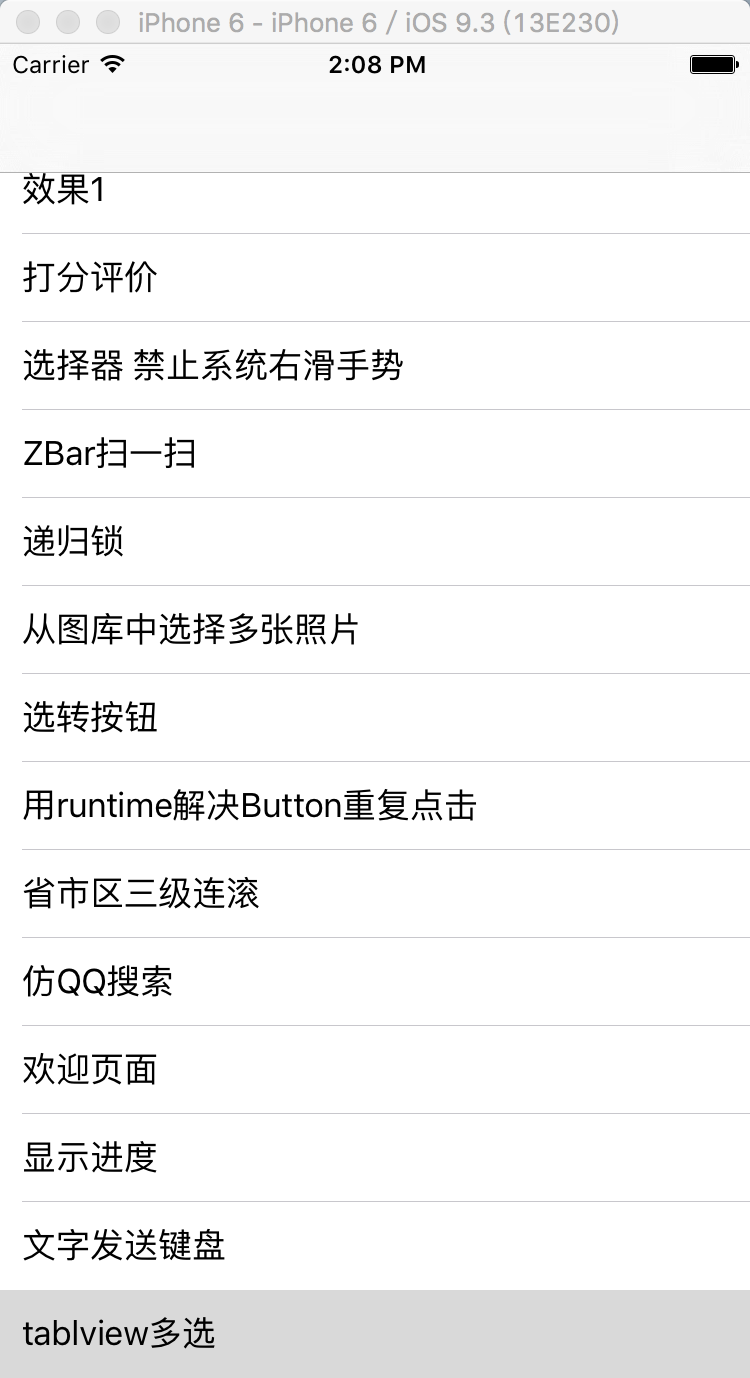 iPhone 6 - iPhone 6 / iOS 9.3 (13E230)
Carrier 2:08 PM
效果1
打分评价
选择器 禁止系统右滑手势
ZBar扫一扫
递归锁
从图库中选择多张照片
选转按钮
用runtime解决Button重复点击
省市区三级连滚
仿QQ搜索
欢迎页面
显示进度
文字发送键盘
tablview多选